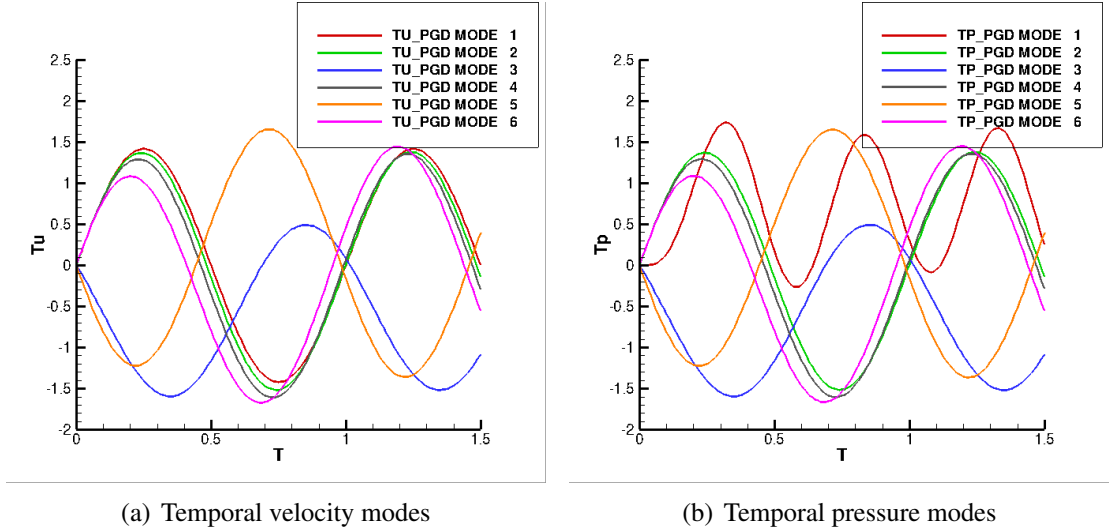 TU_PGD MODE 1
TU_PGD MODE 2
TU_PGD MODE 3
TU_PGD MODE 4
TU_PGD MODE 5
TU_PGD MODE 6
2.5
2
1.5
1
0.5
0
-0.5
-1
-1.5
-2
Tu
0 0.5 1 1.5
T
(a) Temporal velocity modes
TP_PGD MODE 1
TP_PGD MODE 2
TP_PGD MODE 3
TP_PGD MODE 4
TP_PGD MODE 5
TP_PGD MODE 6
2.5
2
1.5
1
0.5
0
-0.5
-1
-1.5
-2
Tp
0 0.5 1 1.5
T
(b) Temporal pressure modes